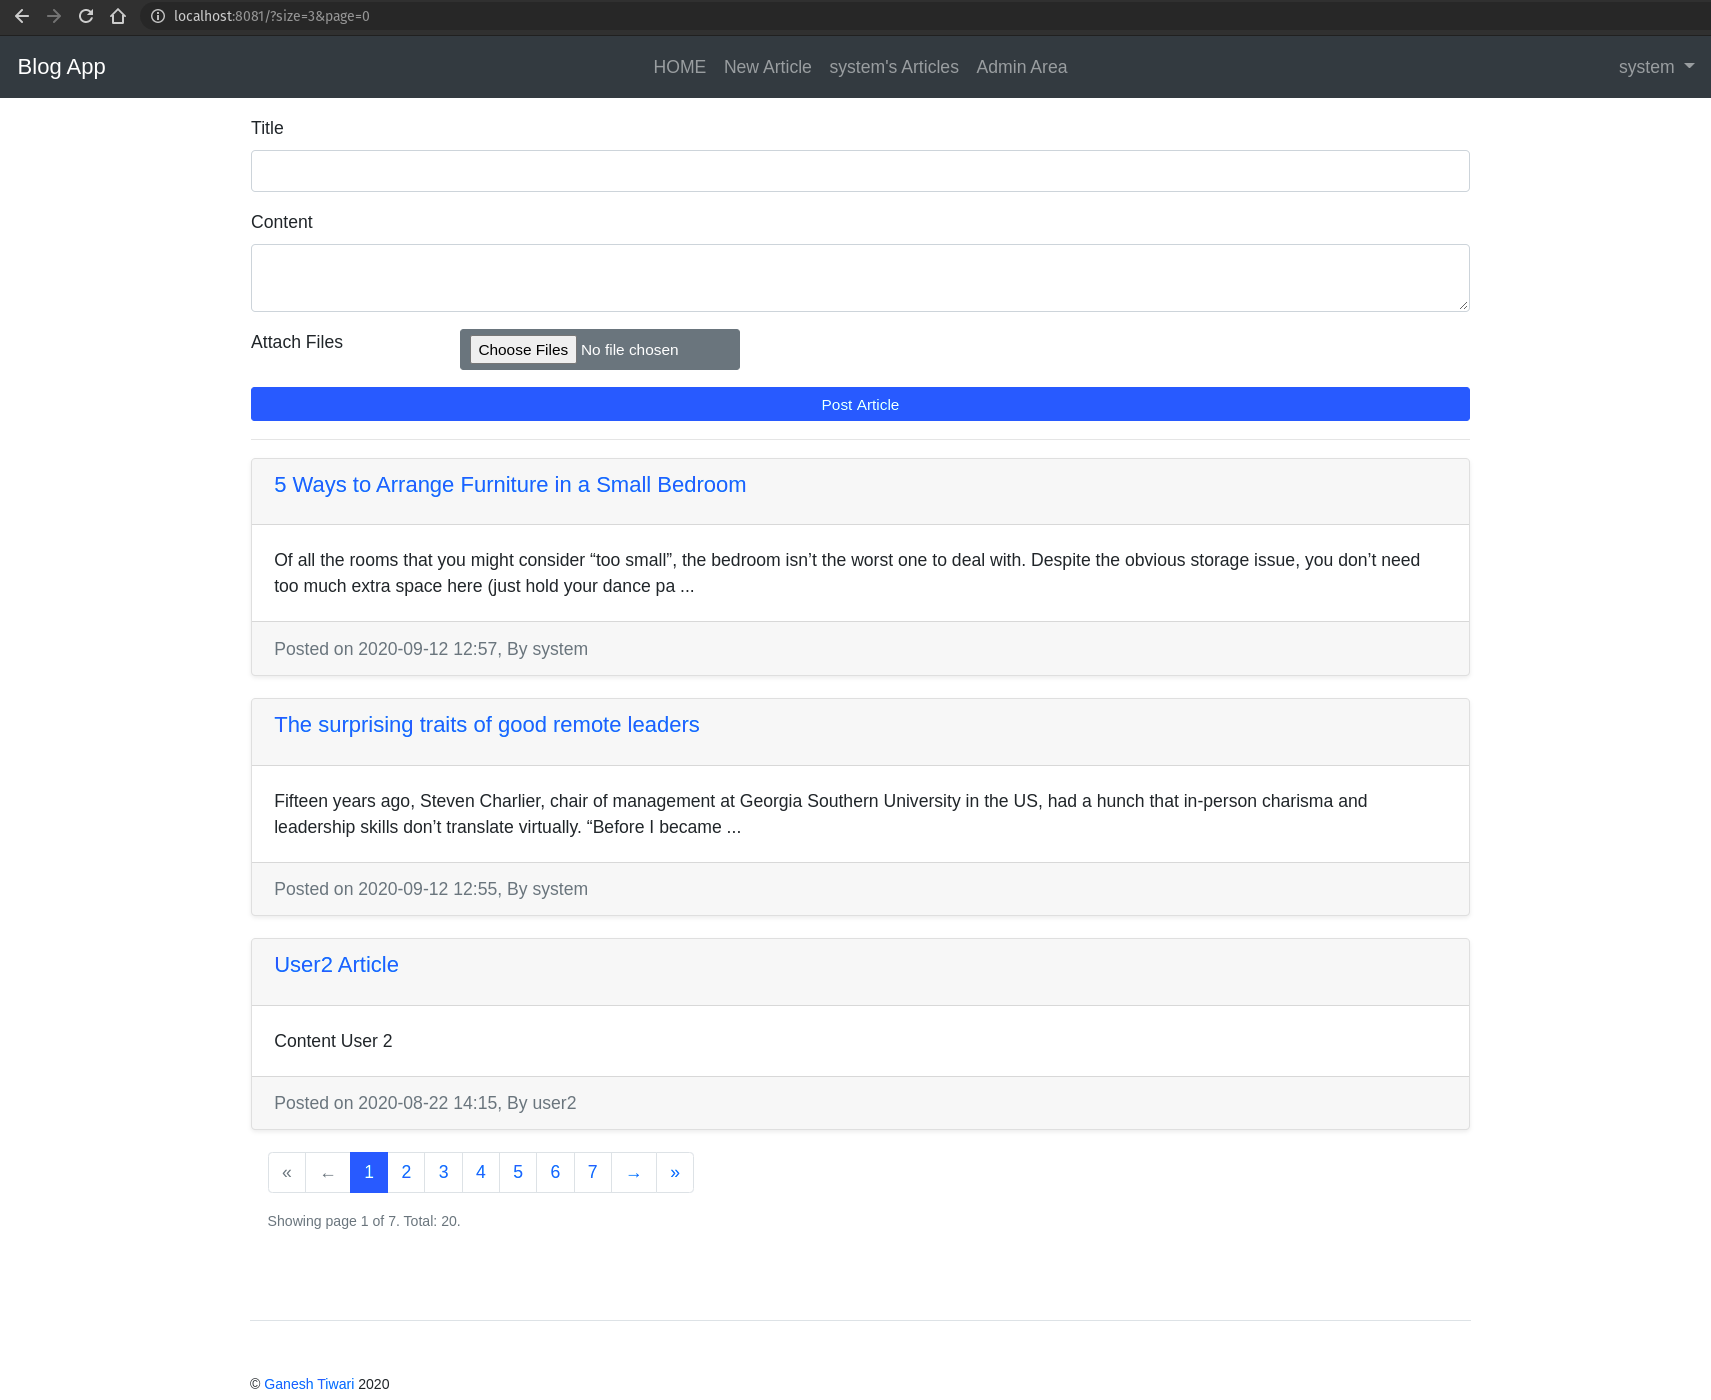 localhost:8081/?size=3&page=0
Blog App
HOME New Article system's Articles Admin Area
system
Title
Content
Attach Files
Choose Files No file chosen
Post Article
5 Ways to Arrange Furniture in a Small Bedroom
Of all the rooms that you might consider “too small”, the bedroom isn’t the worst one to deal with. Despite the obvious storage issue, you don’t need
too much extra space here (just hold your dance pa ...
Posted on 2020-09-12 12:57, By system
The surprising traits of good remote leaders
Fifteen years ago, Steven Charlier, chair of management at Georgia Southern University in the US, had a hunch that in-person charisma and
leadership skills don’t translate virtually. “Before I became ...
Posted on 2020-09-12 12:55, By system
User2 Article
Content User 2
Posted on 2020-08-22 14:15, By user2
« ← 1 2 3 4 5 6 7 → »
Showing page 1 of 7. Total: 20.
© Ganesh Tiwari 2020